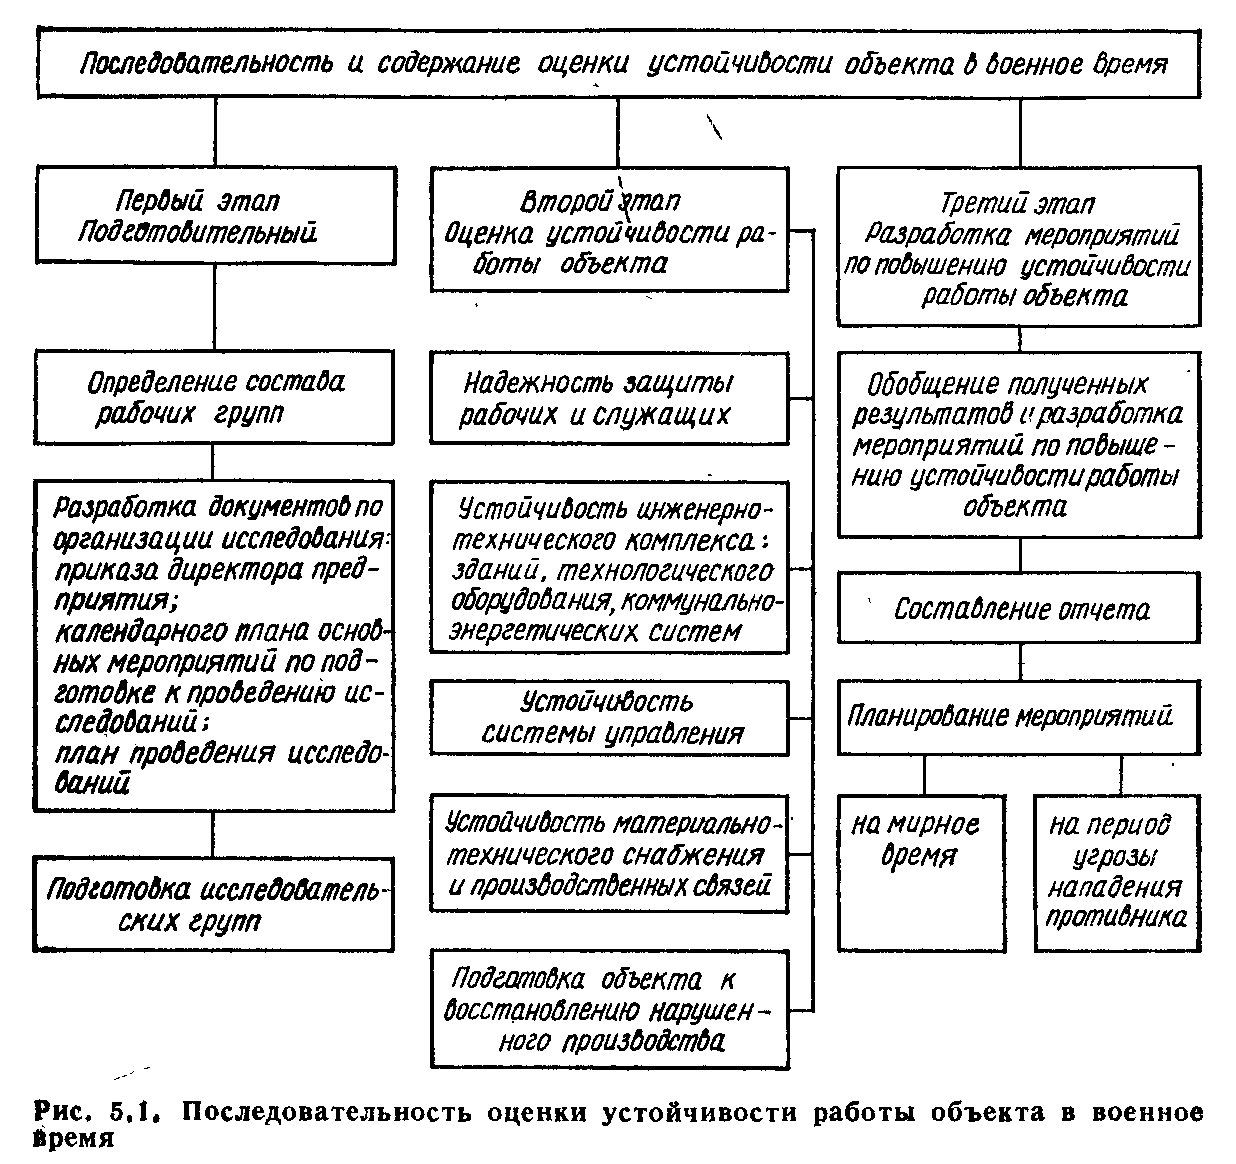 Последовательность и содержание оценки устойчивости объекта в военное время
Первый этап
Подготовительный
Определение состава
рабочих групп
Разработка документов по
организации исследования:
приказа директора пред-
приятия;
календарного плана основ-
ных мероприятий по под-
готовке к проведению ис-
следований;
план проведения исследо-
ваний
Подготовка исследователь-
ских групп
Второй этап
Оценка устойчивости ра-
боты объекта
Надежность защиты
рабочих и служащих
Устойчивость инженерно-
технического комплекса:
зданий, технологического
оборудования, коммунально-
энергетических систем
Устойчивость
системы управления
Устойчивость материально-
технического снабжения
и производственных связей
Подготовка объекта к
восстановлению нарушен-
ного производства
Третий этап
Разработка мероприятий
по повышению устойчивости
работы объекта
Обобщение полученных
результатов и разработка
мероприятий по повыше-
нию устойчивости работы
объекта
Составление отчета
Планирование мероприятий
на мирное
время
на период
угрозы
нападения
противника
Рис. 5.1. Последовательность оценки устойчивости работы объекта в военное
время